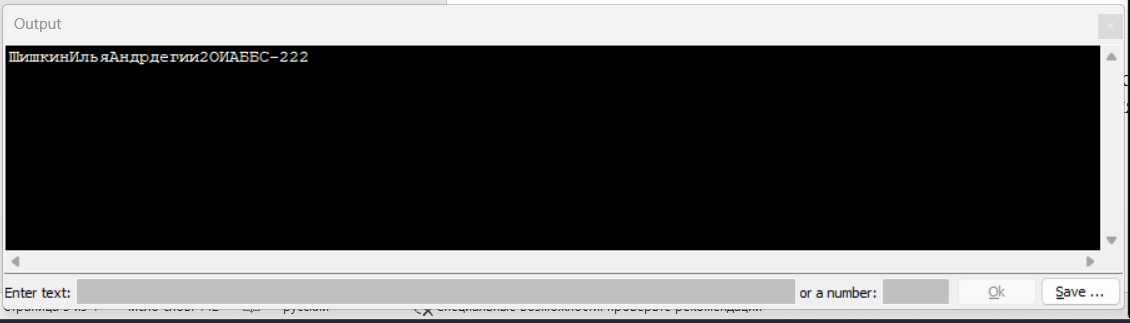 Output
ШишкинИльяАндрдегии2ОИАББС-222
Enter text:
or a number:
Ok
Save ...